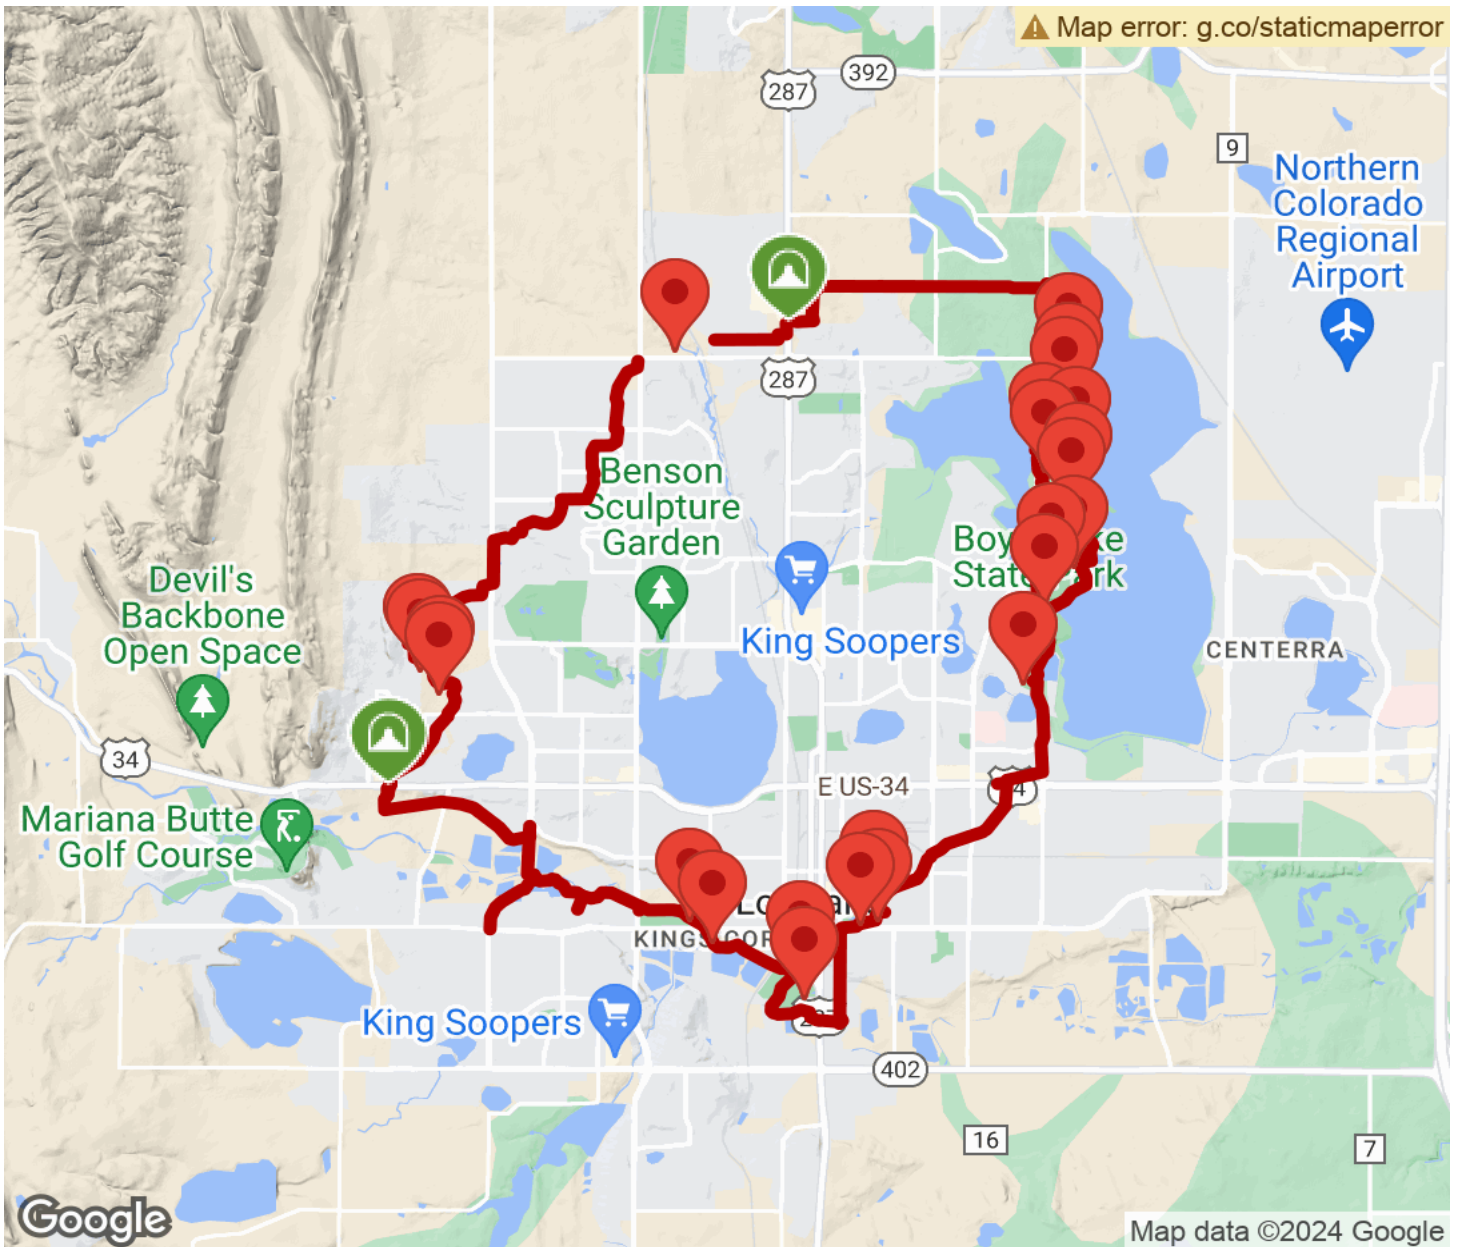 Map error: g.co/staticmaperror
392
287
9
Northern
Colorado
Regional
Airport
287
Benson
Sculpture
Garden
Devil's
Backbone
Open Space
King Soopers
CENTERRA
34
E US-34
Mariana Butte
Golf Course
King Soopers
402
16
7
Google
Map data ©2024 Google